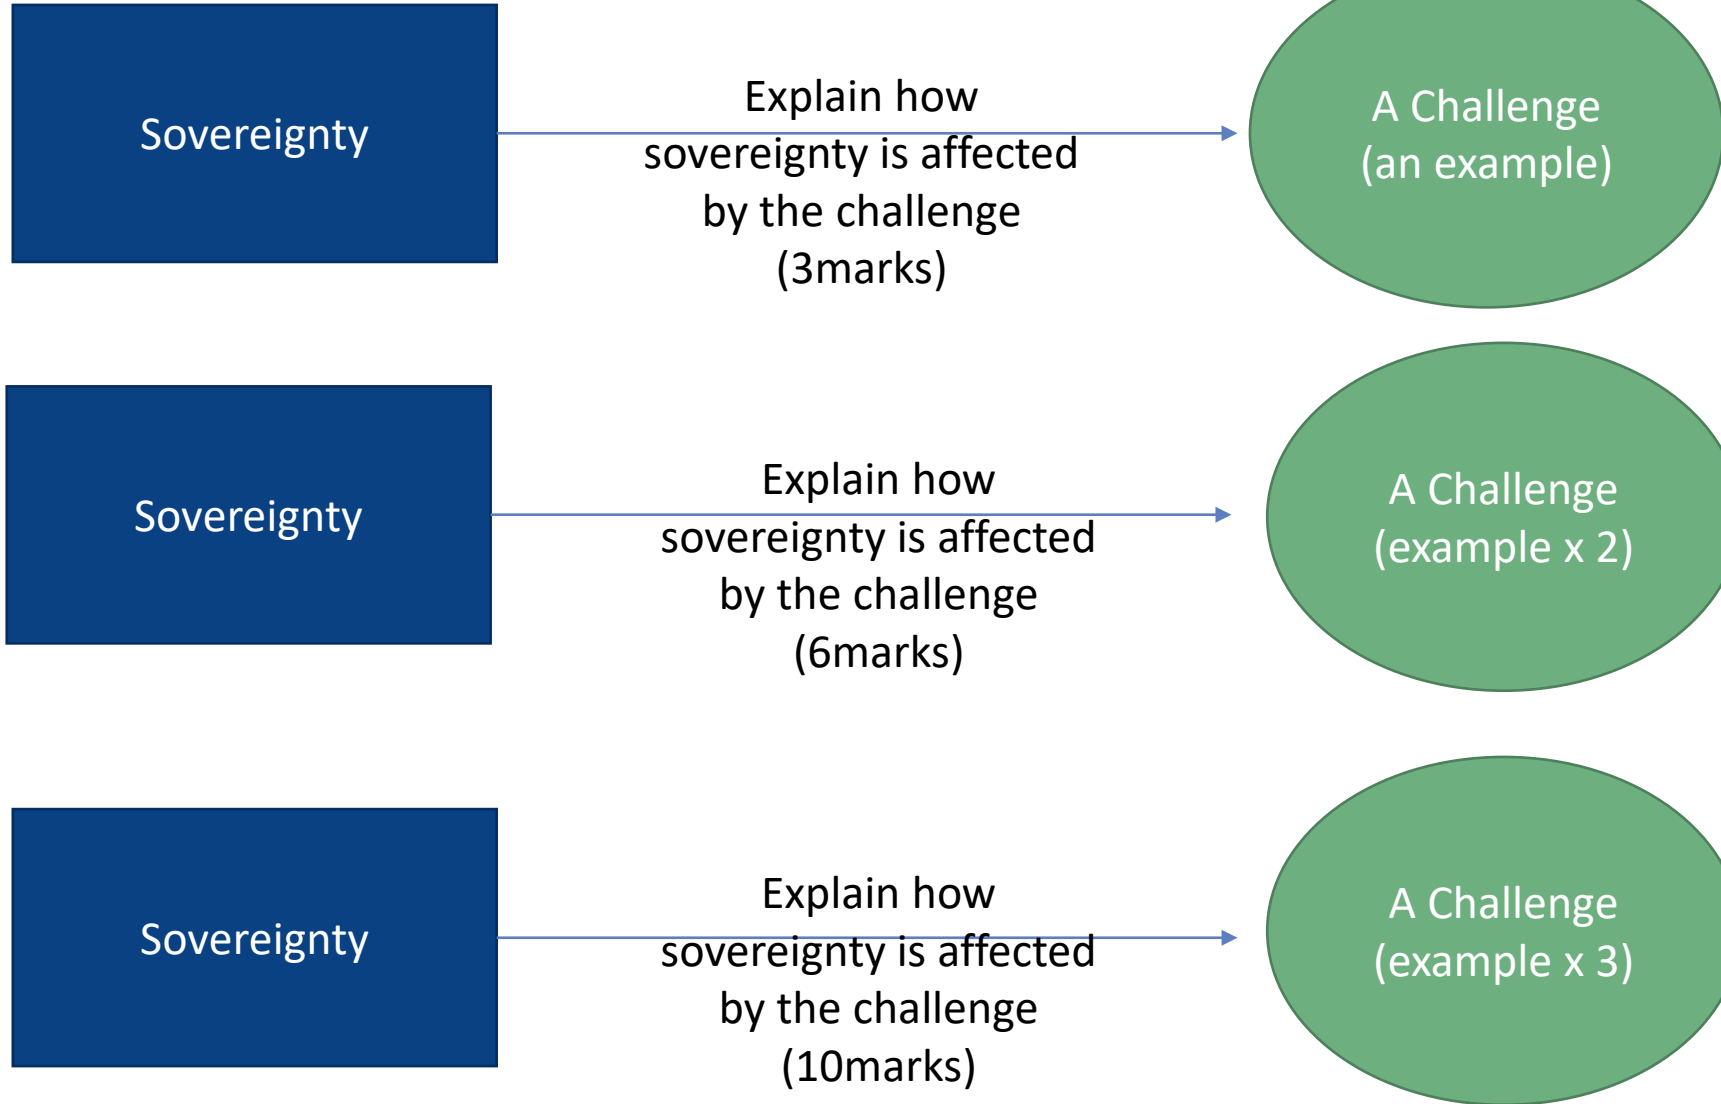 Sovereignty
Explain how
sovereignty is affected
by the challenge
(3marks)
A Challenge
(an example)
Sovereignty
Explain how
sovereignty is affected
by the challenge
(6marks)
A Challenge
(example x 2)
Sovereignty
Explain how
sovereignty is affected
by the challenge
(10marks)
A Challenge
(example x 3)